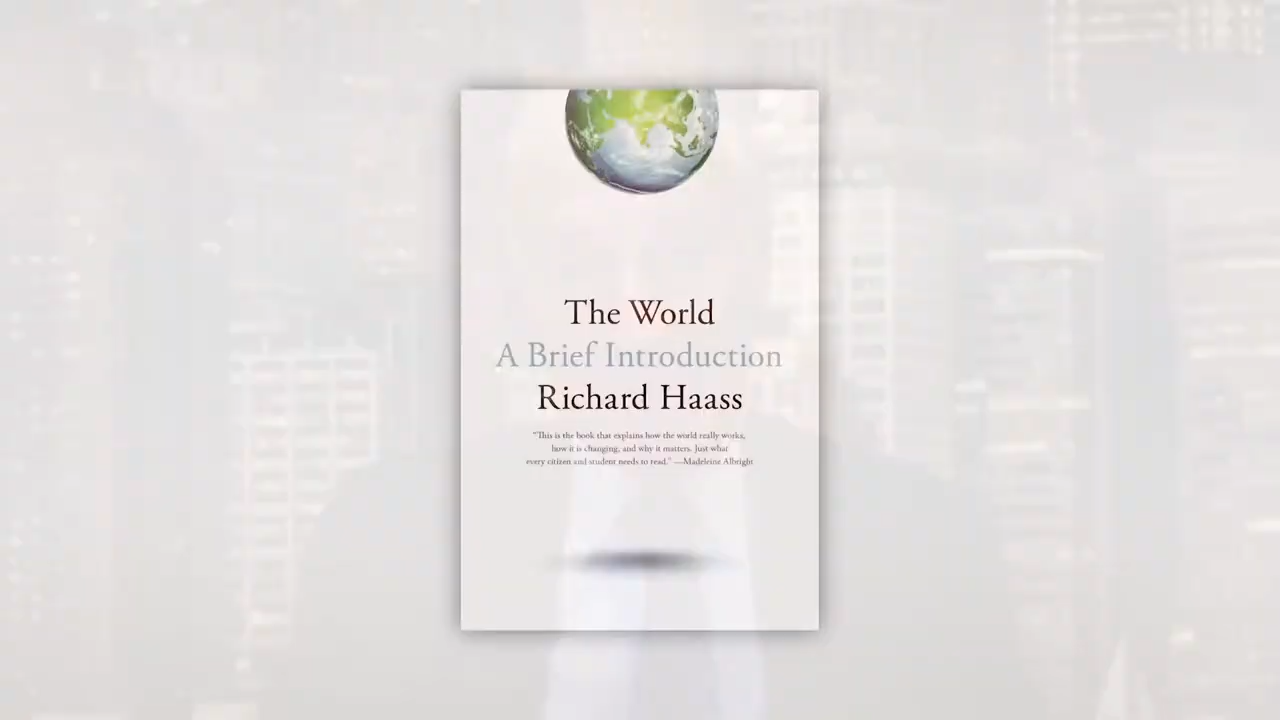 The World
A Brief Introduction
Richard Haass
“This is the book that explains how the world really works,
how it is changing, and why it matters. Just what
every citizen and student needs to read.” —Madeleine Albright